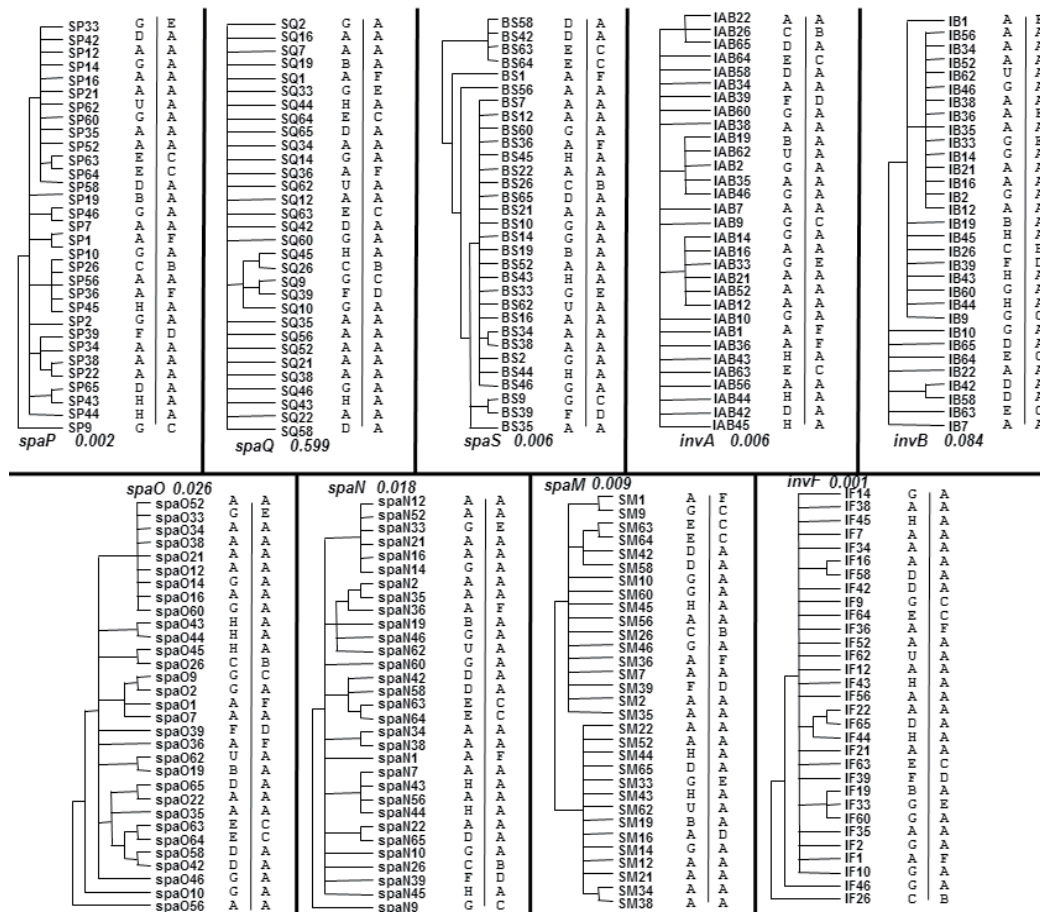 SP33 G E
SP42 D A
SP12 A A
SP14 G A
SP16 A A
SP21 A A
SP62 U A
SP60 G A
SP35 A A
SP52 A A
SP63 E C
SP64 E C
SP58 D A
SP19 B A
SP46 G A
SP7 A A
SP1 A F
SP10 G A
SP26 C B
SP56 A A
SP36 A F
SP45 H A
SP2 G A
SP39 F D
SP34 A A
SP38 A A
SP22 A A
SP65 D A
SP43 H A
SP44 H A
SP9 G C
spaP 0.002
SQ2 G A
SQ16 A A
SQ7 A A
SQ19 B A
SQ1 A F
SQ33 G E
SQ44 H A
SQ64 E C
SQ65 D A
SQ34 A A
SQ14 G A
SQ36 A F
SQ62 U A
SQ12 A A
SQ63 E C
SQ42 D A
SQ60 G A
SQ45 H A
SQ26 C B
SQ9 G C
SQ39 F D
SQ10 G A
SQ35 A A
SQ56 A A
SQ52 A A
SQ21 A A
SQ38 A A
SQ46 G A
SQ43 H A
SQ22 A A
SQ58 D A
spaQ 0.599
BS58 D A
BS42 D A
BS63 E C
BS64 E C
BS1 A F
BS56 A A
BS7 A A
BS12 A A
BS60 G A
BS36 A F
BS45 H A
BS22 A A
BS26 C B
BS65 D A
BS21 A A
BS10 G A
BS14 G A
BS19 B A
BS52 A A
BS43 H A
BS33 G E
BS62 U A
BS16 A A
BS34 A A
BS38 A A
BS2 G A
BS44 H A
BS46 G A
BS9 G C
BS39 F D
BS35 A A
spaS 0.006
IAB22 A A
IAB26 C B
IAB65 D A
IAB64 E C
IAB58 D A
IAB34 A A
IAB39 F D
IAB60 G A
IAB38 A A
IAB19 B A
IAB62 U A
IAB2 G A
IAB35 A A
IAB46 G A
IAB7 A A
IAB9 G C
IAB14 G A
IAB16 A A
IAB33 G E
IAB21 A A
IAB52 A A
IAB12 A A
IAB10 G A
IAB1 A F
IAB36 A F
IAB43 H A
IAB63 E C
IAB56 A A
IAB44 H A
IAB42 D A
IAB45 H A
invA 0.006
IB1 A
IB56 A A
IB34 A A
IB52 A A
IB62 U A
IB46 G A
IB38 A A
IB36 A
IB35 A A
IB33 G E
IB14 G A
IB21 A A
IB16 A A
IB2 G A
IB12 A A
IB19 B A
IB45 H A
IB26 C B
IB39 F D
IB43 H A
IB60 G A
IB44 H A
IB9 G C
IB10 G A
IB65 D A
IB64 E C
IB22 A A
IB42 D A
IB58 D A
IB63 E C
IB7 A A
invB 0.084
spaO 0.026
spaO52 A A
spaO33 G E
spaO34 A A
spaO38 A A
spaO21 A A
spaO12 A A
spaO14 G A
spaO16 A A
spaO60 G A
spaO43 H A
spaO44 H A
spaO45 H A
spaO26 C B
spaO9 G C
spaO2 G A
spaO1 A F
spaO7 A A
spaO39 F D
spaO36 A F
spaO62 U A
spaO19 B A
spaO65 D A
spaO22 A A
spaO35 A A
spaO63 E C
spaO64 E C
spaO58 D A
spaO42 D A
spaO46 G A
spaO10 G A
spaO56 A A
spaN 0.018
spaN12 A A
spaN52 A A
spaN33 G E
spaN21 A A
spaN16 A A
spaN14 G A
spaN2 A A
spaN35 A A
spaN36 A F
spaN19 B A
spaN46 G A
spaN62 U A
spaN60 G A
spaN42 D A
spaN58 D A
spaN63 E C
spaN64 E C
spaN34 A A
spaN38 A A
spaN1 A F
spaN7 A A
spaN43 H A
spaN56 A A
spaN44 H A
spaN22 A A
spaN65 D A
spaN10 G A
spaN26 C B
spaN39 F D
spaN45 H A
spaN9 G C
spaM 0.009
SM1 A F
SM9 G C
SM63 E C
SM64 E C
SM42 D A
SM58 D A
SM10 G A
SM60 G A
SM45 H A
SM56 A A
SM26 C B
SM46 G A
SM36 A F
SM7 A A
SM39 F D
SM2 A A
SM35 A A
SM22 A A
SM52 A A
SM44 H A
SM65 D A
SM33 G E
SM43 H A
SM62 U A
SM19 B A
SM16 A D
SM14 G A
SM12 A A
SM21 A A
SM34 A A
SM38 A A
invF 0.001
IF14 G A
IF38 A A
IF45 H A
IF7 A A
IF34 A A
IF16 A A
IF58 D A
IF42 D A
IF9 G C
IF64 E C
IF36 A F
IF52 A A
IF62 U A
IF12 A A
IF43 H A
IF56 A A
IF22 A A
IF65 D A
IF44 H A
IF21 A A
IF63 E C
IF39 F D
IF19 B A
IF33 G E
IF60 G A
IF35 A A
IF2 G A
IF1 A F
IF10 G A
IF46 G A
IF26 C B